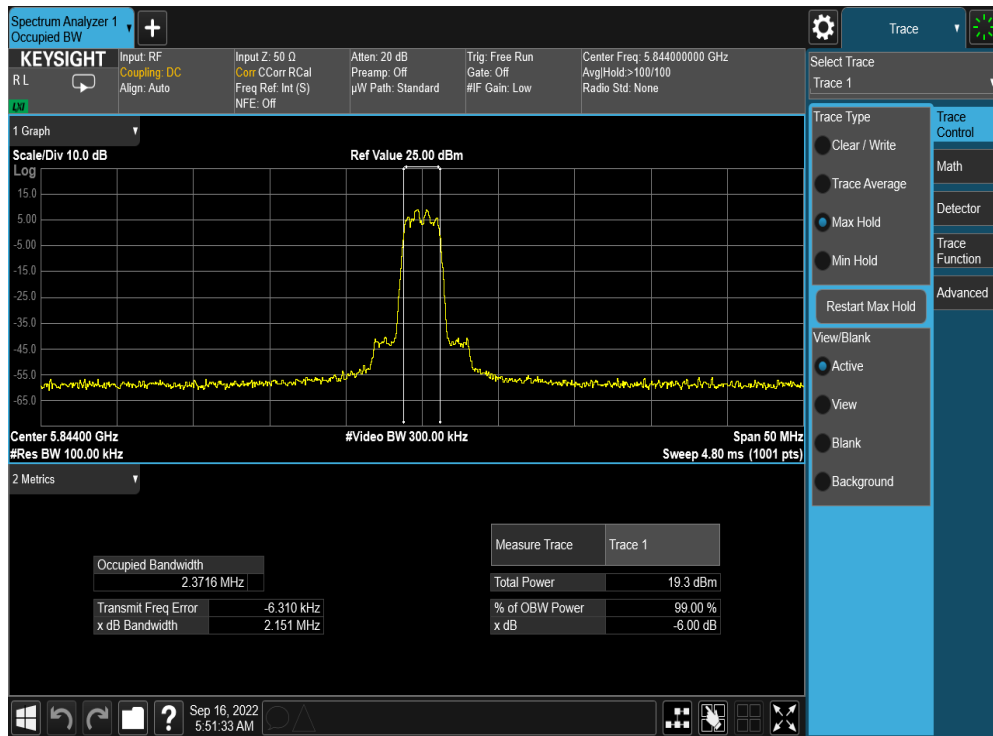 Spectrum Analyzer 1
Occupied BW
+
Trace
KEYSIGHT
R L
LXI
Input: RF
Coupling: DC
Align: Auto
Input Z: 50 Ω
Corr CCorr RCal
Freq Ref: Int (S)
NFE: Off
Atten: 20 dB
Preamp: Off
µW Path: Standard
Trig: Free Run
Gate: Off
#IF Gain: Low
Center Freq: 5.844000000 GHz
Avg|Hold:>100/100
Radio Std: None
Select Trace
Trace 1
1 Graph
Scale/Div 10.0 dB
Ref Value 25.00 dBm
Log
15.0
5.00
-5.00
-15.0
-25.0
-35.0
-45.0
-55.0
-65.0
Center 5.84400 GHz
#Video BW 300.00 kHz
Span 50 MHz
#Res BW 100.00 kHz
Sweep 4.80 ms (1001 pts)
2 Metrics
Measure Trace
Trace 1
Occupied Bandwidth
2.3716 MHz
Total Power
19.3 dBm
Transmit Freq Error
-6.310 kHz
% of OBW Power
99.00 %
x dB Bandwidth
2.151 MHz
x dB
-6.00 dB
Trace Type
Clear / Write
Trace Average
Max Hold
Min Hold
Restart Max Hold
View/Blank
Active
View
Blank
Background
Trace
Control
Math
Detector
Trace
Function
Advanced
?
Sep 16, 2022
5:51:33 AM